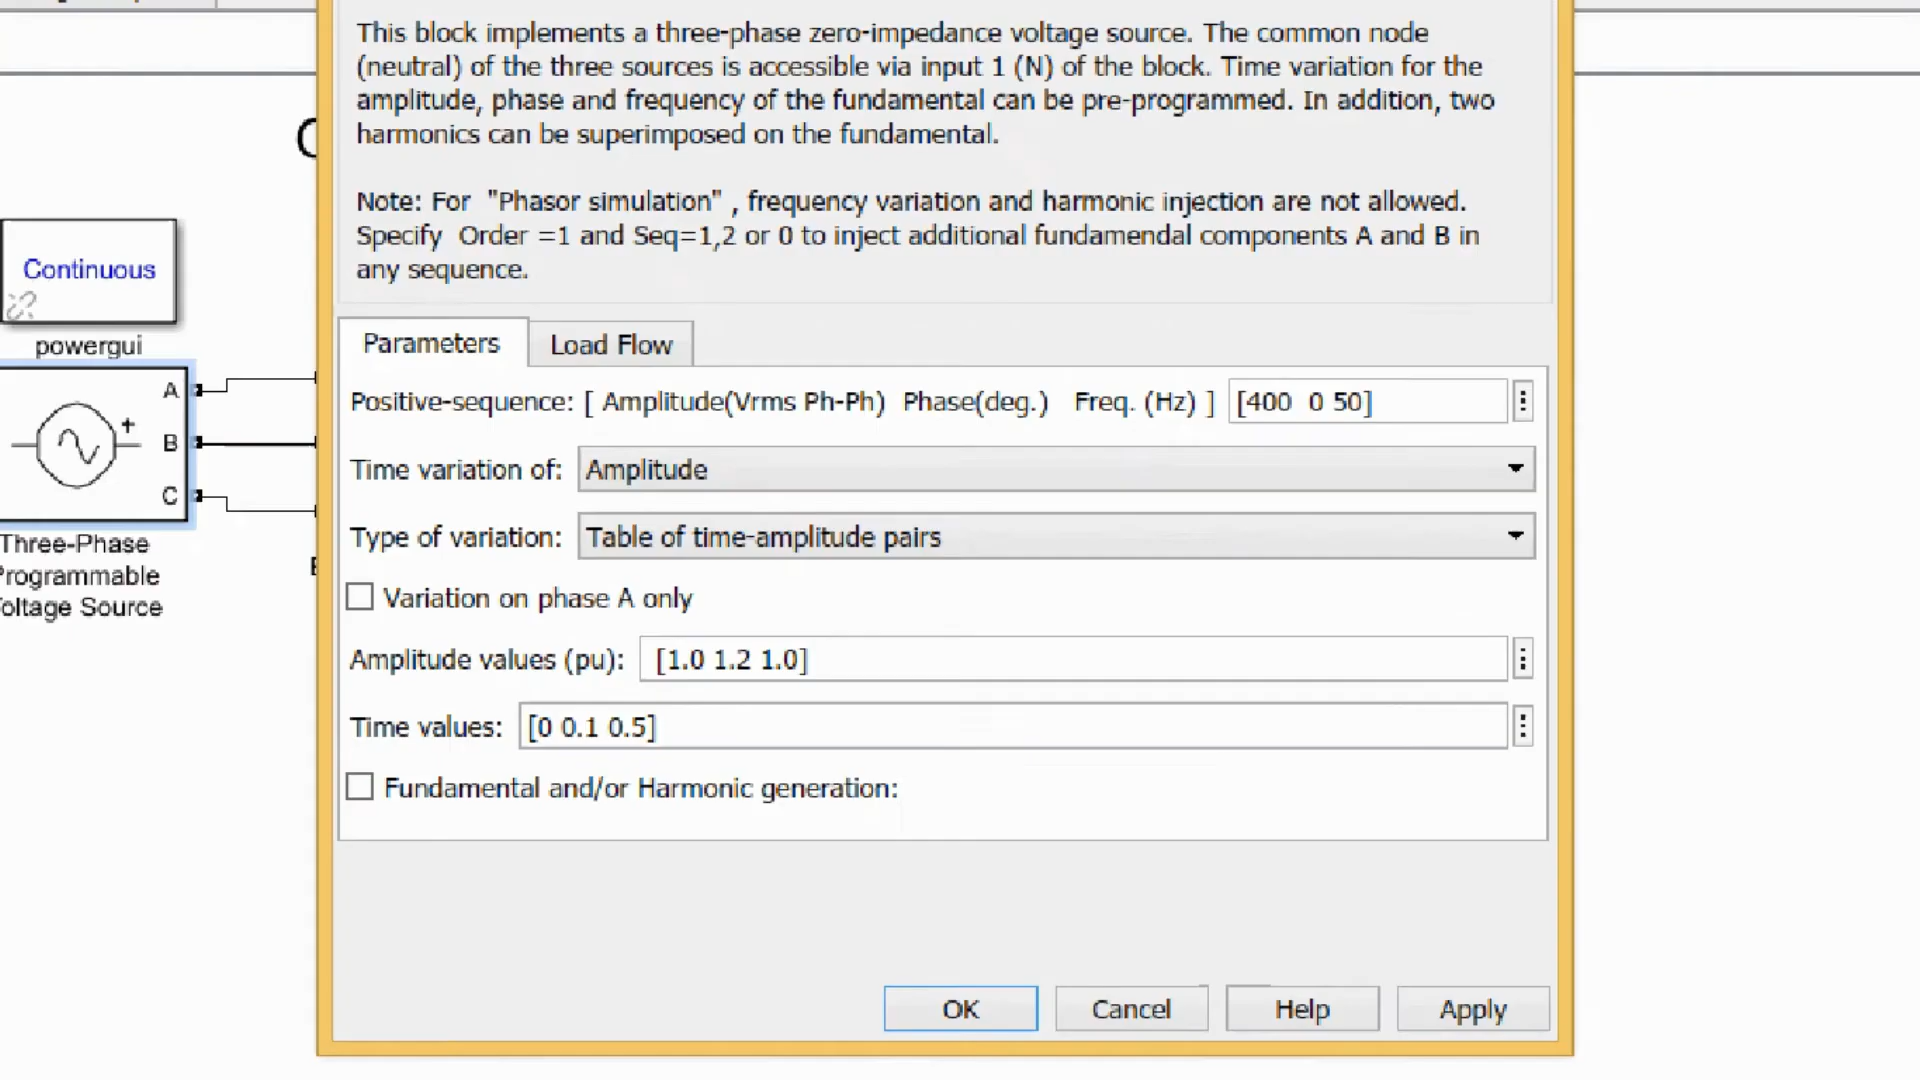 This block implements a three-phase zero-impedance voltage source. The common node
(neutral) of the three sources is accessible via input 1 (N) of the block. Time variation for the
amplitude, phase and frequency of the fundamental can be pre-programmed. In addition, two
harmonics can be superimposed on the fundamental.
Note: For "Phasor simulation" , frequency variation and harmonic injection are not allowed.
Specify Order =1 and Seq=1,2 or 0 to inject additional fundamendal components A and B in
any sequence.
Continuous
powergui
A
B
C
+
Three-Phase
Programmable
Voltage Source
Parameters
Load Flow
Positive-sequence: [ Amplitude(Vrms Ph-Ph) Phase(deg.) Freq. (Hz) ] [400 0 50]
Time variation of: Amplitude
Type of variation: Table of time-amplitude pairs
Variation on phase A only
Amplitude values (pu): [1.0 1.2 1.0]
Time values: [0 0.1 0.5]
Fundamental and/or Harmonic generation:
OK
Cancel
Help
Apply